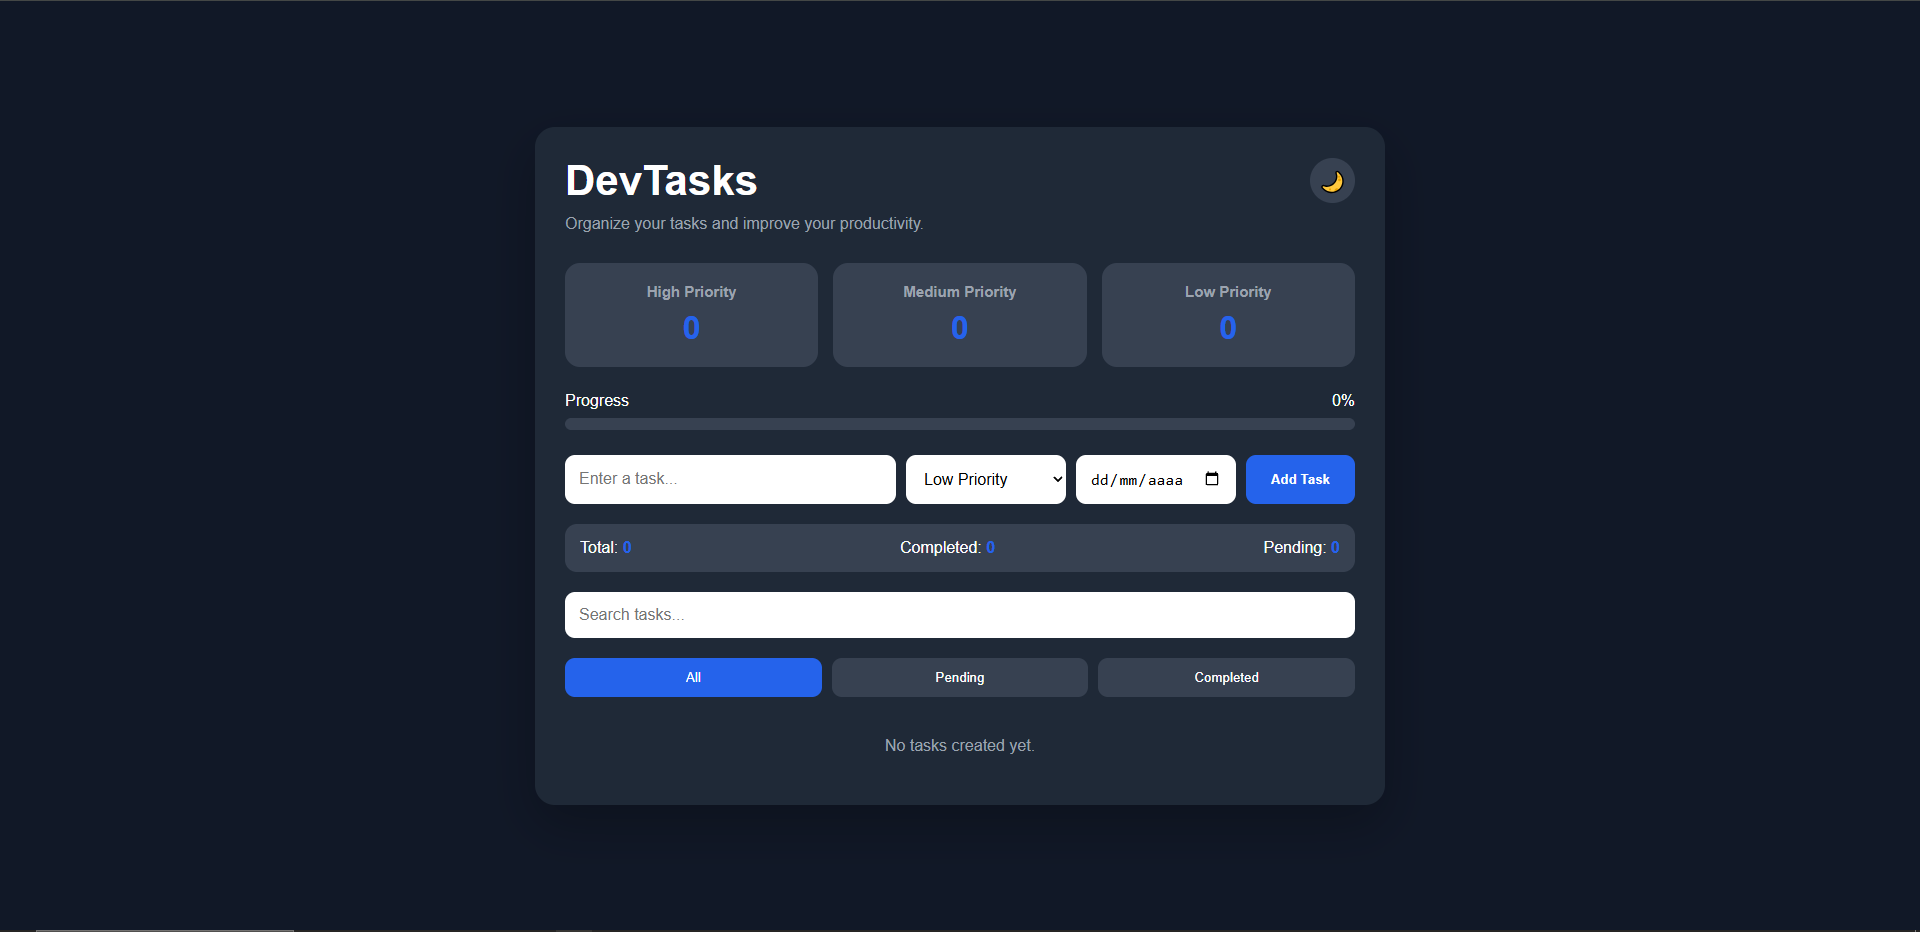 DevTasks
Organize your tasks and improve your productivity.
High Priority
0
Medium Priority
0
Low Priority
0
Progress
0%
Enter a task...
Low Priority
dd/mm/aaaa
Add Task
Total: 0
Completed: 0
Pending: 0
Search tasks...
All
Pending
Completed
No tasks created yet.